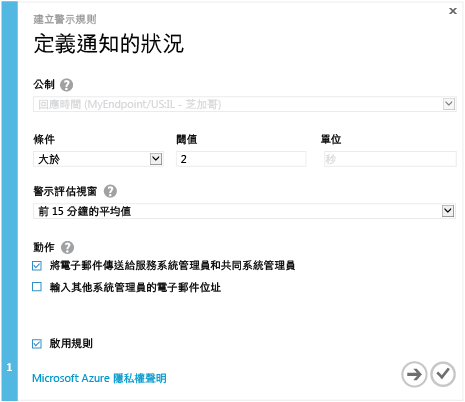 建立警示規則
定義通知的狀況
公制
回應時間 (MyEndpoint/US:IL - 芝加哥)
條件 閾值 單位
大於 2 秒
警示評估視窗
前 15 分鐘的平均值
動作
將電子郵件傳送給服務系統管理員和共同系統管理員
輸入其他系統管理員的電子郵件位址
啟用規則
1
Microsoft Azure 隱私權聲明